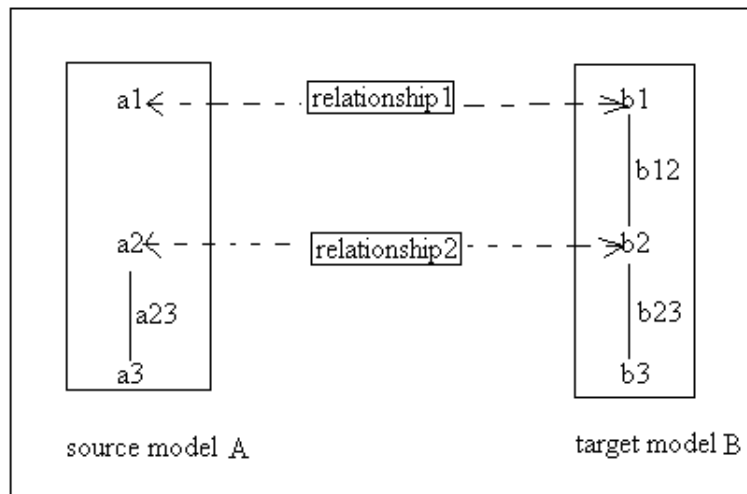 a1 relationship1 b1
b12
a2 relationship2 b2
a23 b23
a3 b3
source model A target model B